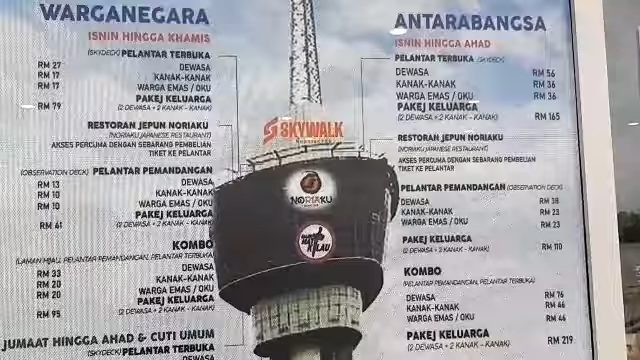 WARGANEGARA
ISNIN HINGGA KHAMIS
(SKYDECK) PELANTAR TERBUKA
RM 27 DEWASA
RM 17 KANAK-KANAK
RM 17 WARGA EMAS / OKU
RM 79 PAKEJ KELUARGA
(2 DEWASA + 2 KANAK - KANAK)
RESTORAN JEPUN NORIAKU
(NORIAKU JAPANESE RESTAURANT)
AKSES PERCUMA DENGAN SEBARANG PEMBELIAN
TIKET KE PELANTAR
(OBSERVATION DECK) PELANTAR PEMANDANGAN
RM 13 DEWASA
RM 10 KANAK-KANAK
RM 10 WARGA EMAS / OKU
RM 41 PAKEJ KELUARGA
(2 DEWASA + 2 KANAK - KANAK)
KOMBO
(LAMAN HIJAU, PELANTAR PEMANDANGAN, PELANTAR TERBUKA)
RM 33 DEWASA
RM 20 KANAK-KANAK
RM 20 WARGA EMAS / OKU
RM 95 PAKEJ KELUARGA
(2 DEWASA + 2 KANAK - KANAK)
JUMAAT HINGGA AHAD & CUTI UMUM
(SKYDECK) PELANTAR TERBUKA
DEWASA
SKYWALK
NORIAKU
ANTARABANGSA
ISNIN HINGGA AHAD
PELANTAR TERBUKA (SKYDECK)
DEWASA RM 56
KANAK-KANAK RM 36
WARGA EMAS / OKU RM 36
PAKEJ KELUARGA RM 165
(2 DEWASA + 2 KANAK - KANAK)
RESTORAN JEPUN NORIAKU
(NORIAKU JAPANESE RESTAURANT)
AKSES PERCUMA DENGAN SEBARANG PEMBELIAN
TIKET KE PELANTAR
PELANTAR PEMANDANGAN (OBSERVATION DECK)
DEWASA RM 38
KANAK-KANAK RM 23
WARGA EMAS / OKU RM 23
PAKEJ KELUARGA RM 110
(2 DEWASA + 2 KANAK - KANAK)
KOMBO
(PELANTAR PEMANDANGAN, PELANTAR TERBUKA)
DEWASA RM 76
KANAK-KANAK RM 46
WARGA EMAS / OKU RM 46
PAKEJ KELUARGA RM 219
(2 DEWASA + 2 KANAK - KANAK)